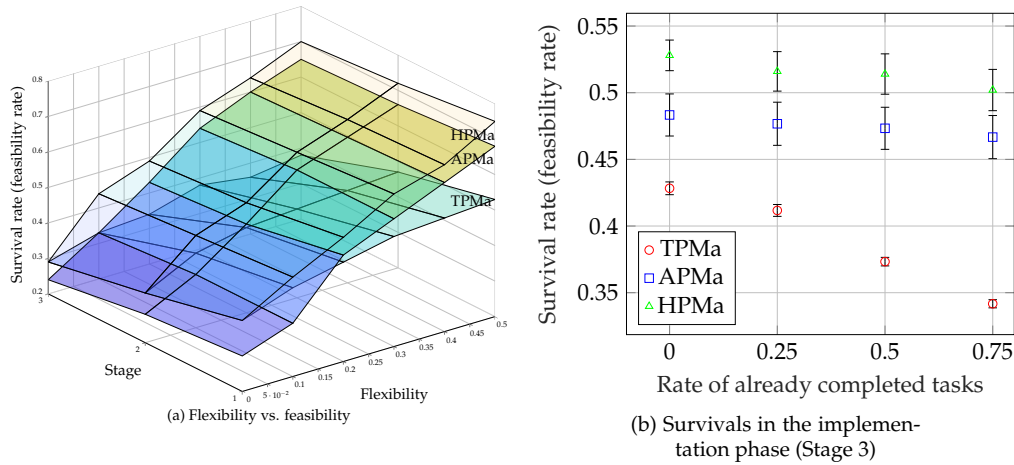 0.8
0.7
0.6
0.5
0.4
0.3
0.2
Survival rate (feasibility rate)
HPMa
APMa
TPMa
3
2
1
Stage
0
5 · 10⁻²
0.1
0.15
0.2
0.25
0.3
0.35
0.4
0.45
0.5
Flexibility
(a) Flexibility vs. feasibility
0.55
0.5
0.45
0.4
0.35
Survival rate (feasibility rate)
TPMa
APMa
HPMa
0 0.25 0.5 0.75
Rate of already completed tasks
(b) Survivals in the implemen-
tation phase (Stage 3)